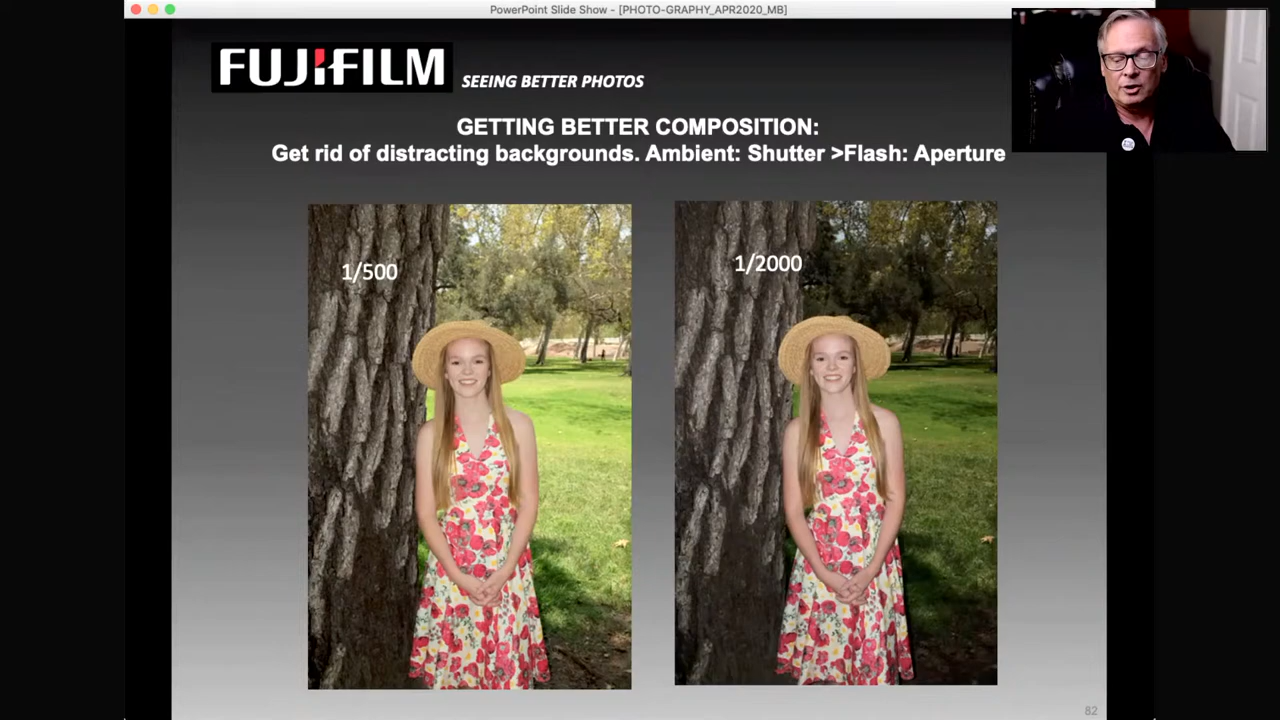 PowerPoint Slide Show - [PHOTO-GRAPHY_APR2020_MB]
FUJIFILM SEEING BETTER PHOTOS
GETTING BETTER COMPOSITION:
Get rid of distracting backgrounds. Ambient: Shutter >Flash: Aperture
1/500
1/2000
82